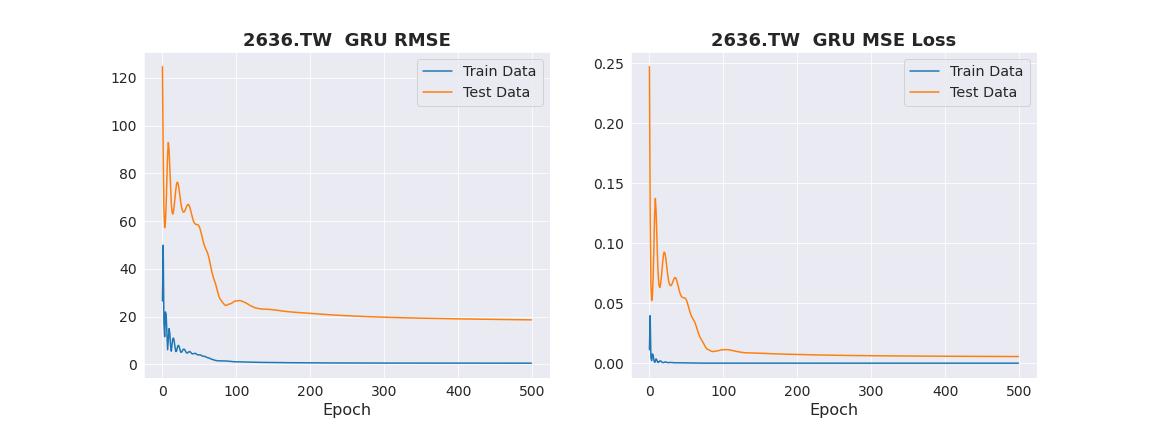 2636.TW  GRU RMSE
Train Data
Test Data
120
100
80
60
40
20
0
0 100 200 300 400 500
Epoch
2636.TW  GRU MSE Loss
Train Data
Test Data
0.25
0.20
0.15
0.10
0.05
0.00
0 100 200 300 400 500
Epoch